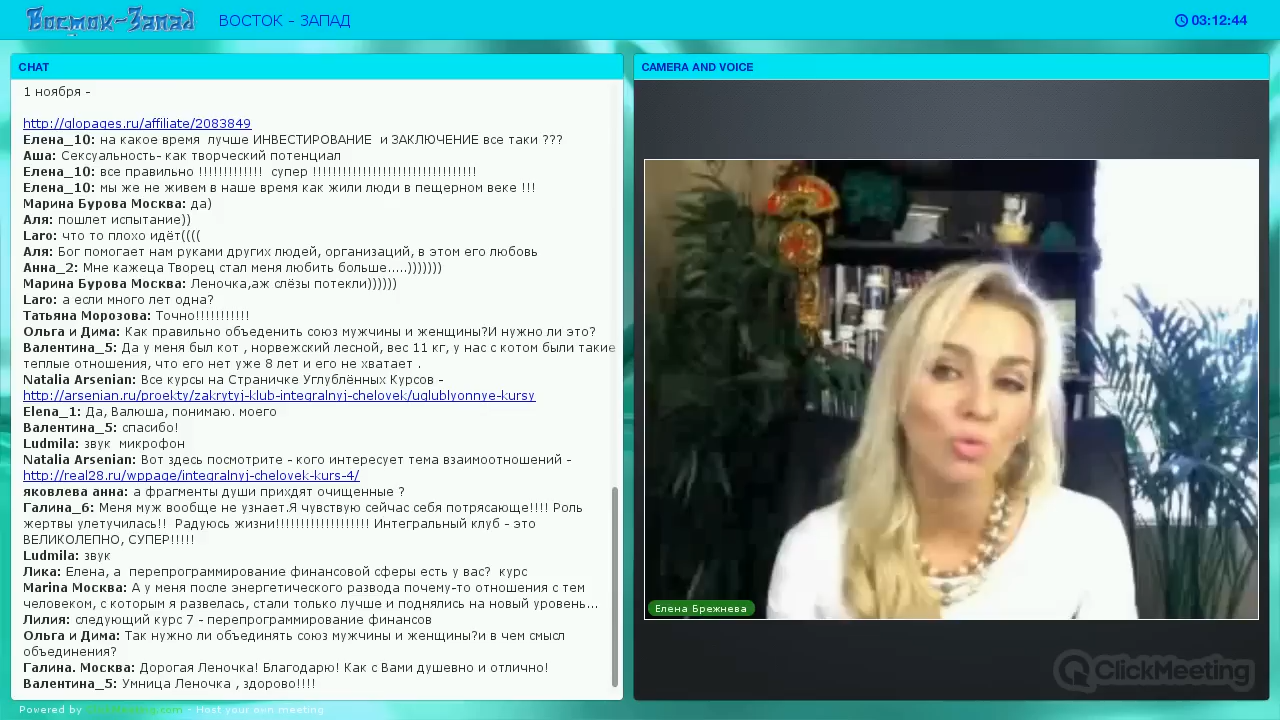 Восток-Запад
ВОСТОК - ЗАПАД
03:12:44
CHAT
1 ноября -
http://glopages.ru/affiliate/2083849
Елена_10: на какое время лучше ИНВЕСТИРОВАНИЕ и ЗАКЛЮЧЕНИЕ все таки ???
Аша: Сексуальность- как творческий потенциал
Елена_10: все правильно !!!!!!!!!!!!! супер !!!!!!!!!!!!!!!!!!!!!!!!!!!!!!!!!
Елена_10: мы же не живем в наше время как жили люди в пещерном веке !!!
Марина Бурова Москва: да)
Аля: пошлет испытание))
Laro: что то плохо идёт((((
Аля: Бог помогает нам руками других людей, организаций, в этом его любовь
Анна_2: Мне кажеца Творец стал меня любить больше.....)))))))
Марина Бурова Москва: Леночка,аж слёзы потекли))))))
Laro: а если много лет одна?
Татьяна Морозова: Точно!!!!!!!!!!!
Ольга и Дима: Как правильно объеденить союз мужчины и женщины?И нужно ли это?
Валентина_5: Да у меня был кот , норвежский лесной, вес 11 кг, у нас с котом были такие
теплые отношения, что его нет уже 8 лет и его не хватает .
Natalia Arsenian: Все курсы на Страничке Углублённых Курсов -
http://arsenian.ru/proekty/zakrytyj-klub-integralnyj-chelovek/uglublyonnye-kursy
Elena_1: Да, Валюша, понимаю. моего
Валентина_5: спасибо!
Ludmila: звук микрофон
Natalia Arsenian: Вот здесь посмотрите - кого интересует тема взаимоотношений -
http://real28.ru/wppage/integralnyj-chelovek-kurs-4/
яковлева анна: а фрагменты души прихдят очищенные ?
Галина_6: Меня муж вообще не узнает.Я чувствую сейчас себя потрясающе!!!! Роль
жертвы улетучилась!! Радуюсь жизни!!!!!!!!!!!!!!!!!!! Интегральный клуб - это
ВЕЛИКОЛЕПНО, СУПЕР!!!!!
Ludmila: звук
Лика: Елена, а перепрограммирование финансовой сферы есть у вас? курс
Marina Москва: А у меня после энергетического развода почему-то отношения с тем
человеком, с которым я развелась, стали только лучше и поднялись на новый уровень...
Лилия: следующий курс 7 - перепрограммирование финансов
Ольга и Дима: Так нужно ли объединять союз мужчины и женщины?и в чем смысл
объединения?
Галина. Москва: Дорогая Леночка! Благодарю! Как с Вами душевно и отлично!
Валентина_5: Умница Леночка , здорово!!!!
Powered by ClickMeeting.com - Host your own meeting
CAMERA AND VOICE
Елена Брежнева
ClickMeeting